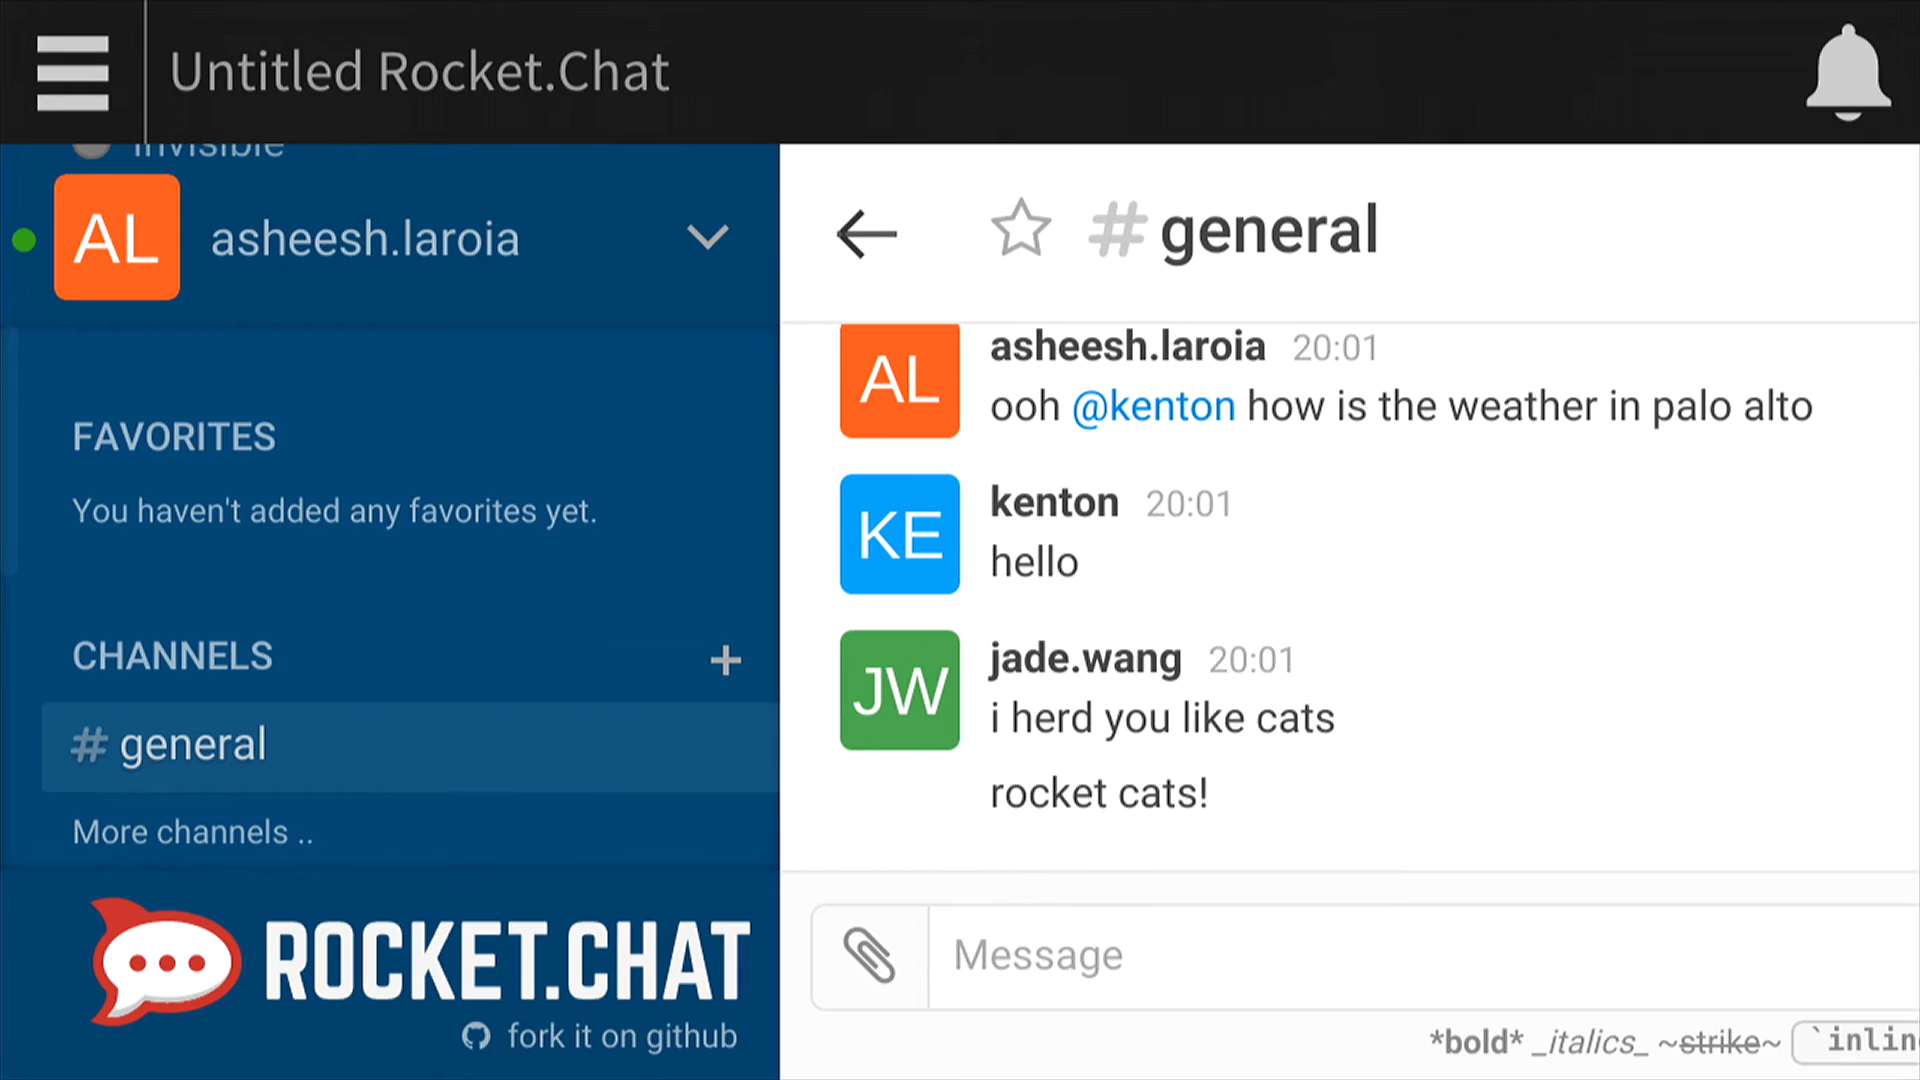 Untitled Rocket.Chat
invisible
AL
asheesh.laroia
FAVORITES
You haven't added any favorites yet.
CHANNELS
+
# general
More channels ..
ROCKET.CHAT
fork it on github
# general
AL
asheesh.laroia 20:01
ooh @kenton how is the weather in palo alto
KE
kenton 20:01
hello
JW
jade.wang 20:01
i herd you like cats
rocket cats!
Message
*bold* _italics_ ~strike~ `inlin